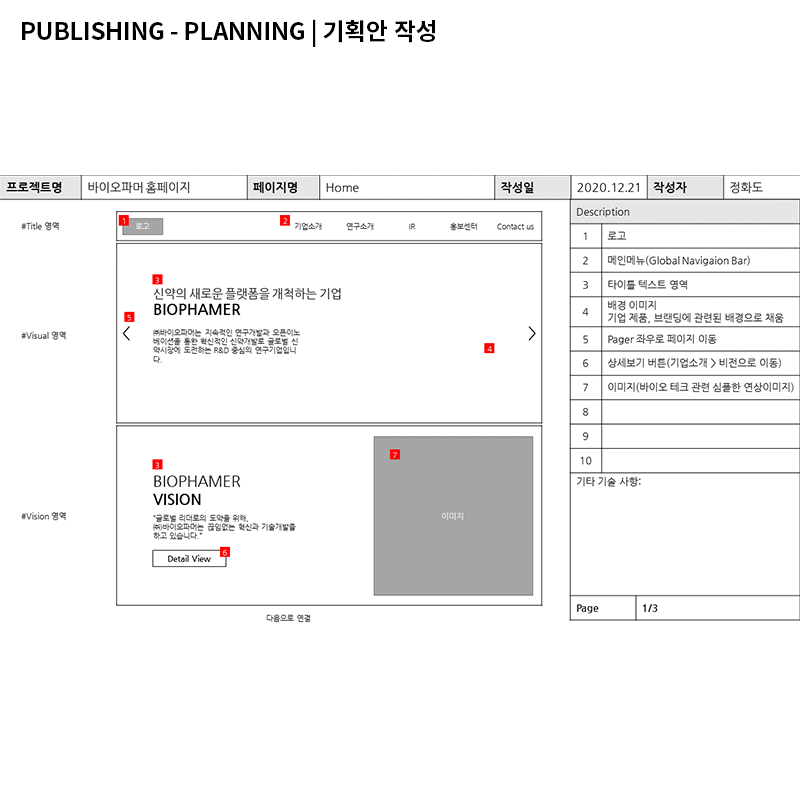 PUBLISHING - PLANNING | 기획안 작성
프로젝트명 바이오파머 홈페이지 페이지명 Home 작성일 2020.12.21 작성자 정화도
#Title 영역
1 로고 2 기업소개 연구소개 IR 홍보센터 Contact us
#Visual 영역
3
신약의 새로운 플랫폼을 개척하는 기업
BIOPHAMER
5
㈜바이오파머는 지속적인 연구개발과 오픈이노
베이션을 통한 혁신적인 신약개발로 글로벌 신
약시장에 도전하는 R&D 중심의 연구기업입니
다.
4
#Vision 영역
3
BIOPHAMER
VISION
"글로벌 리더로의 도약을 위해,
㈜바이오파머는 끊임없는 혁신과 기술개발을
하고 있습니다."
Detail View 6
7
이미지
다음으로 연결
Description
1 로고
2 메인메뉴(Global Navigaion Bar)
3 타이틀 텍스트 영역
4 배경 이미지
기업 제품, 브랜딩에 관련된 배경으로 채움
5 Pager 좌우로 페이지 이동
6 상세보기 버튼(기업소개 > 비전으로 이동)
7 이미지(바이오 테크 관련 심플한 연상이미지)
8
9
10
기타 기술 사항:
Page 1/3